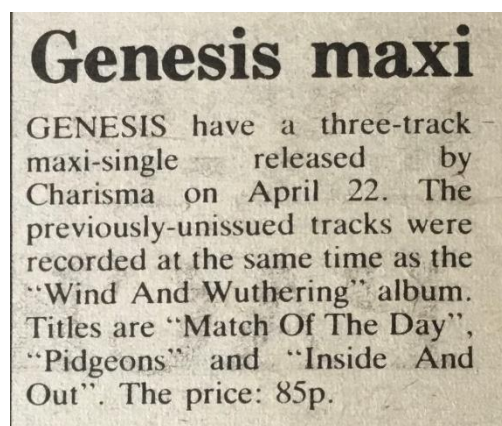 Genesis maxi
GENESIS have a three-track
maxi-single released by
Charisma on April 22. The
previously-unissued tracks were
recorded at the same time as the
“Wind And Wuthering” album.
Titles are “Match Of The Day”,
“Pidgeons” and “Inside And
Out”. The price: 85p.